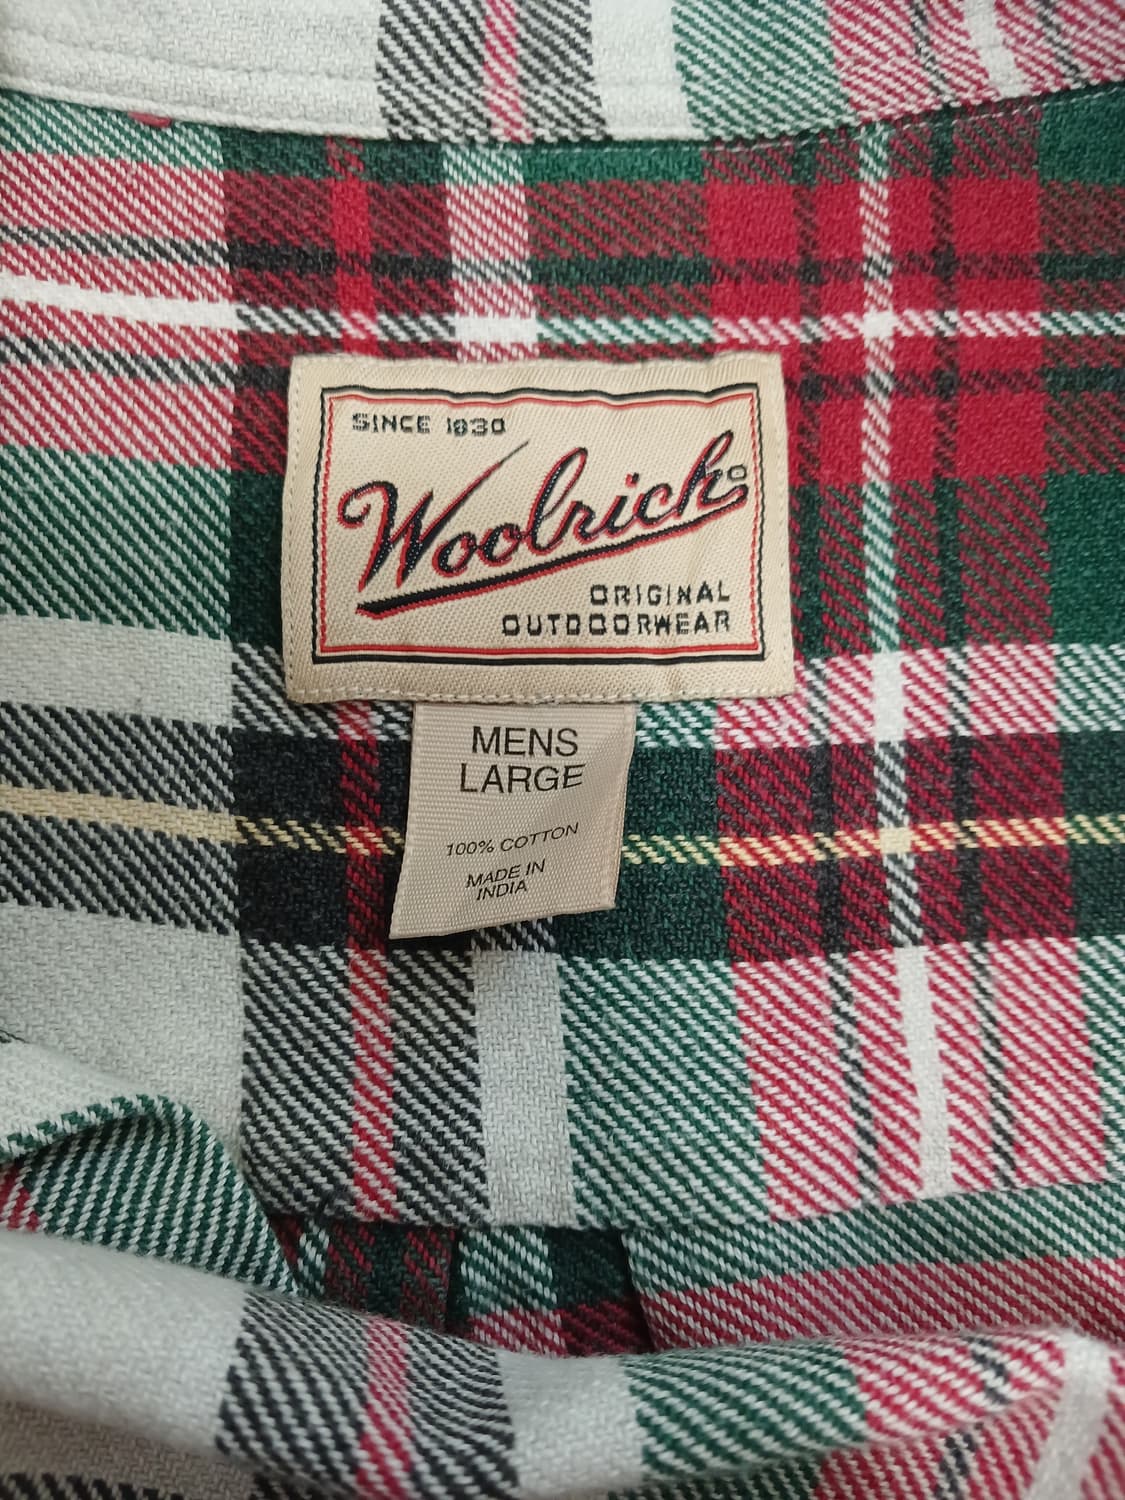 SINCE 1830
Woolrich®
ORIGINAL
OUTDOORWEAR
MENS
LARGE
100% COTTON
MADE IN
INDIA